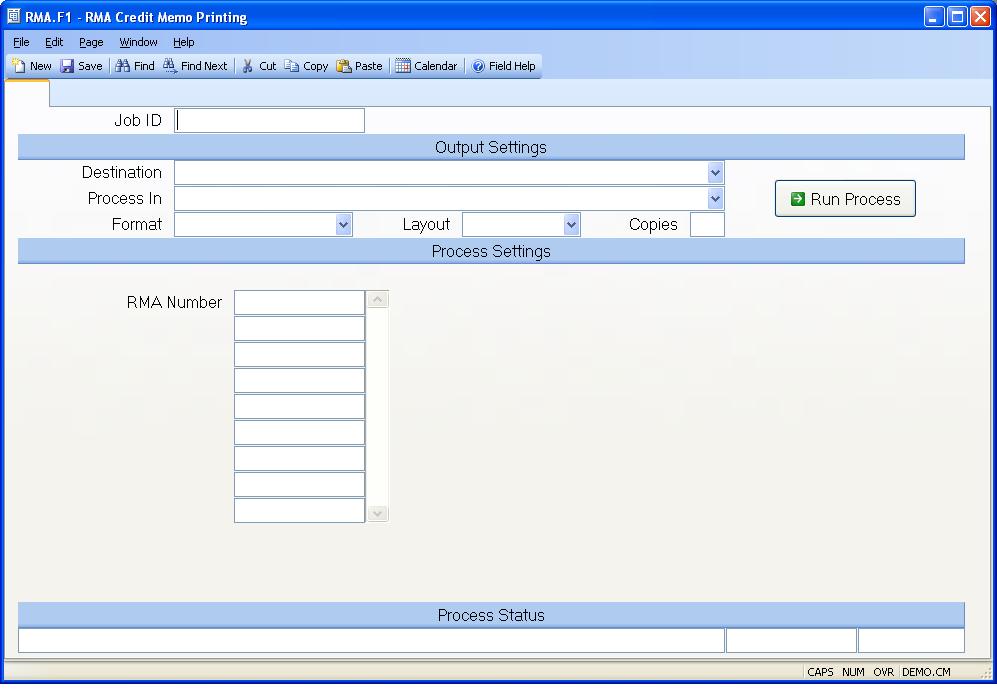 RMA.F1 - RMA Credit Memo Printing
File Edit Page Window Help
New Save Find Find Next Cut Copy Paste Calendar Field Help
Job ID
Output Settings
Destination
Process In
Run Process
Format Layout Copies
Process Settings
RMA Number
Process Status
CAPS NUM OVR DEMO.CM